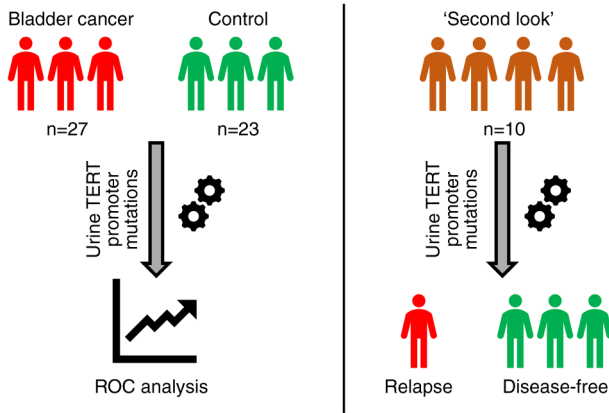 Bladder cancer
Control
n=27
n=23
Urine TERT
promoter
mutations
ROC analysis
‘Second look’
n=10
Urine TERT
promoter
mutations
Relapse
Disease-free